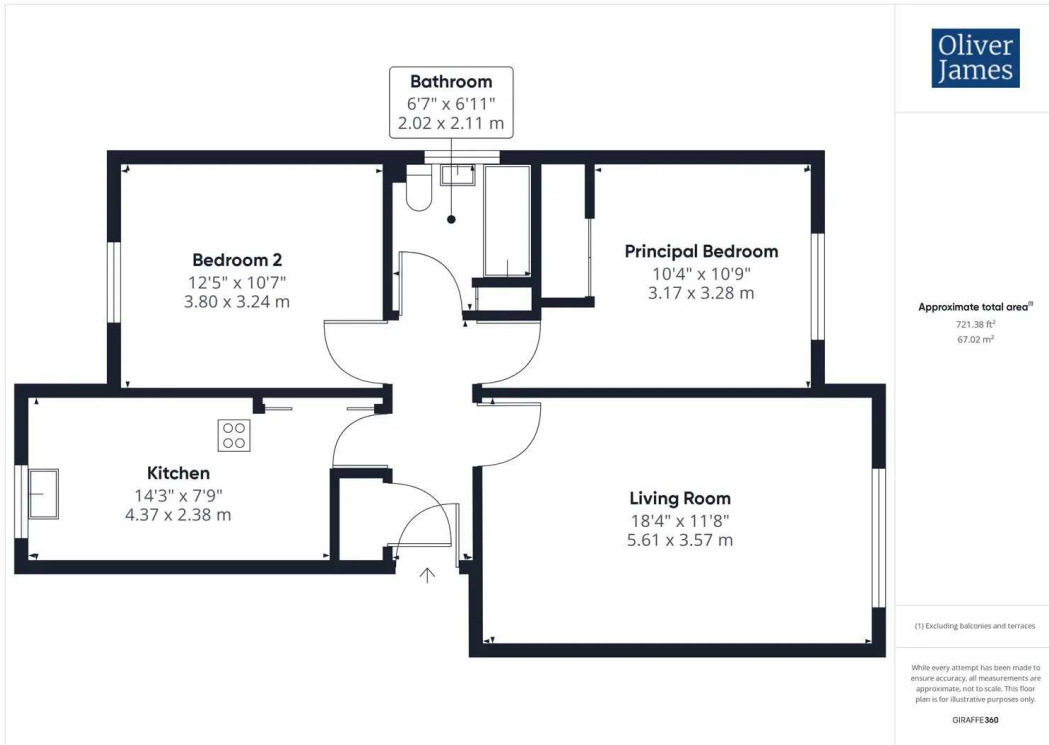 Oliver
James
Bathroom
6'7" x 6'11"
2.02 x 2.11 m
Bedroom 2
12'5" x 10'7"
3.80 x 3.24 m
Principal Bedroom
10'4" x 10'9"
3.17 x 3.28 m
Kitchen
14'3" x 7'9"
4.37 x 2.38 m
Living Room
18'4" x 11'8"
5.61 x 3.57 m
Approximate total area(1)
721.38 ft²
67.02 m²
(1) Excluding balconies and terraces
While every attempt has been made to
ensure accuracy, all measurements are
approximate, not to scale. This floor
plan is for illustrative purposes only.
GIRAFFE360